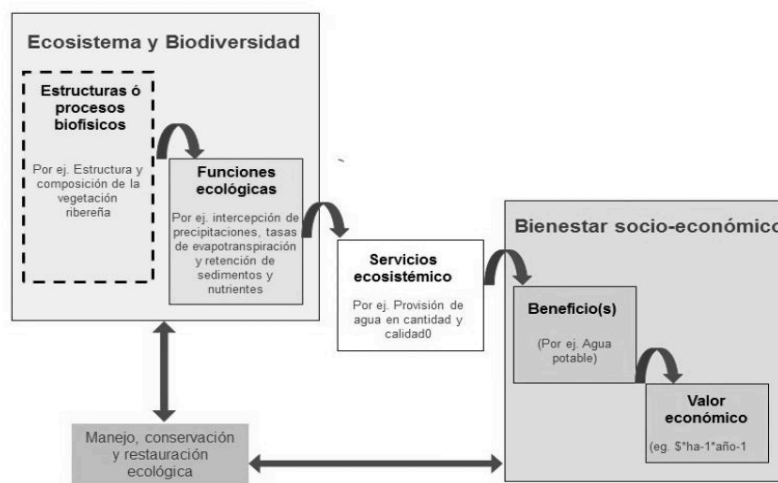 Ecosistema y Biodiversidad
Estructuras ó
procesos
biofísicos
Por ej. Estructura y
composición de la
vegetación
ribereña
Funciones
ecológicas
Por ej. intercepción de
precipitaciones, tasas
de evapotranspiración
y retención de
sedimentos y
nutrientes
Servicios
ecosistémico
Por ej. Provisión de
agua en cantidad y
calidad0
Bienestar socio-económico
Beneficio(s)
(Por ej. Agua
potable)
Valor
económico
(eg. $*ha-1*año-1
Manejo, conservación
y restauración
ecológica